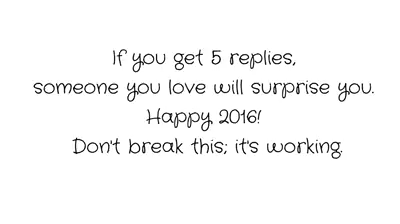 If you get 5 replies,
someone you love will surprise you.
Happy 2016!
Don't break this; it's working.